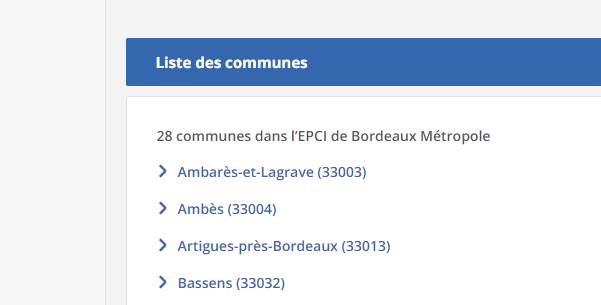 Liste des communes
28 communes dans l’EPCI de Bordeaux Métropole
Ambarès-et-Lagrave (33003)
Ambès (33004)
Artigues-près-Bordeaux (33013)
Bassens (33032)